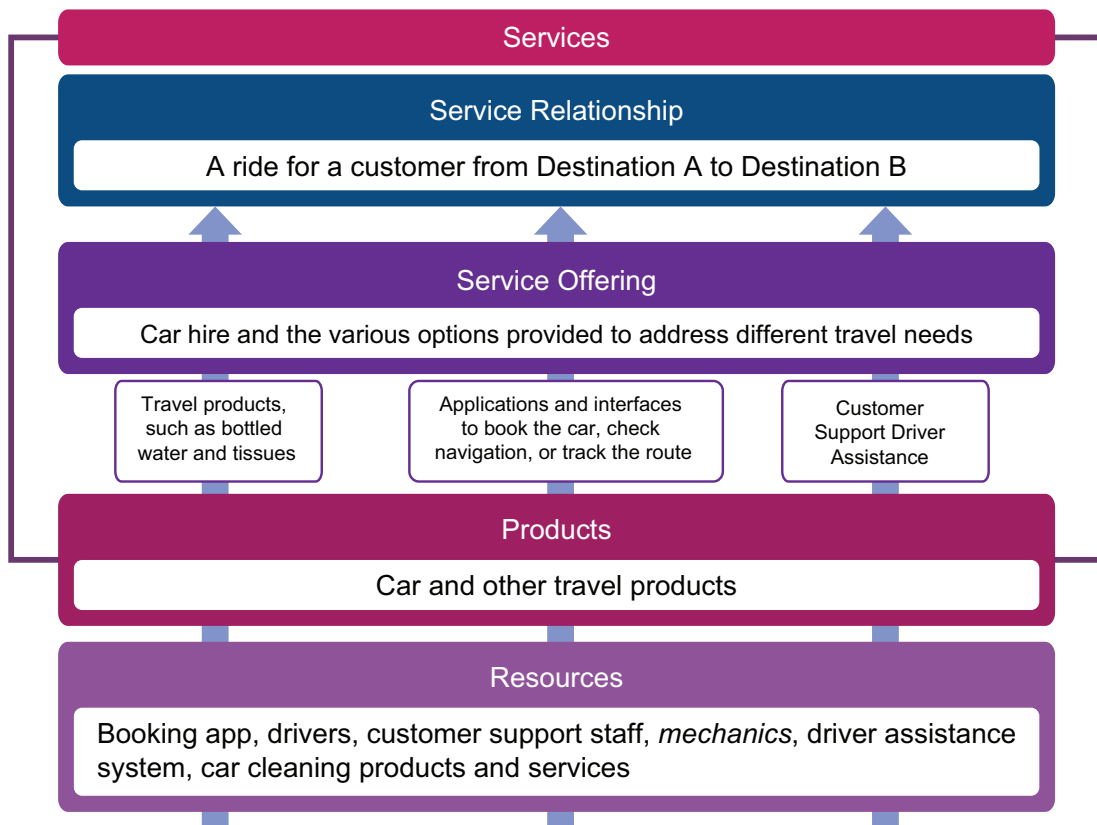 Services
Service Relationship
A ride for a customer from Destination A to Destination B
Service Offering
Car hire and the various options provided to address different travel needs
Travel products,
such as bottled
water and tissues
Applications and interfaces
to book the car, check
navigation, or track the route
Customer
Support Driver
Assistance
Products
Car and other travel products
Resources
Booking app, drivers, customer support staff, mechanics, driver assistance
system, car cleaning products and services